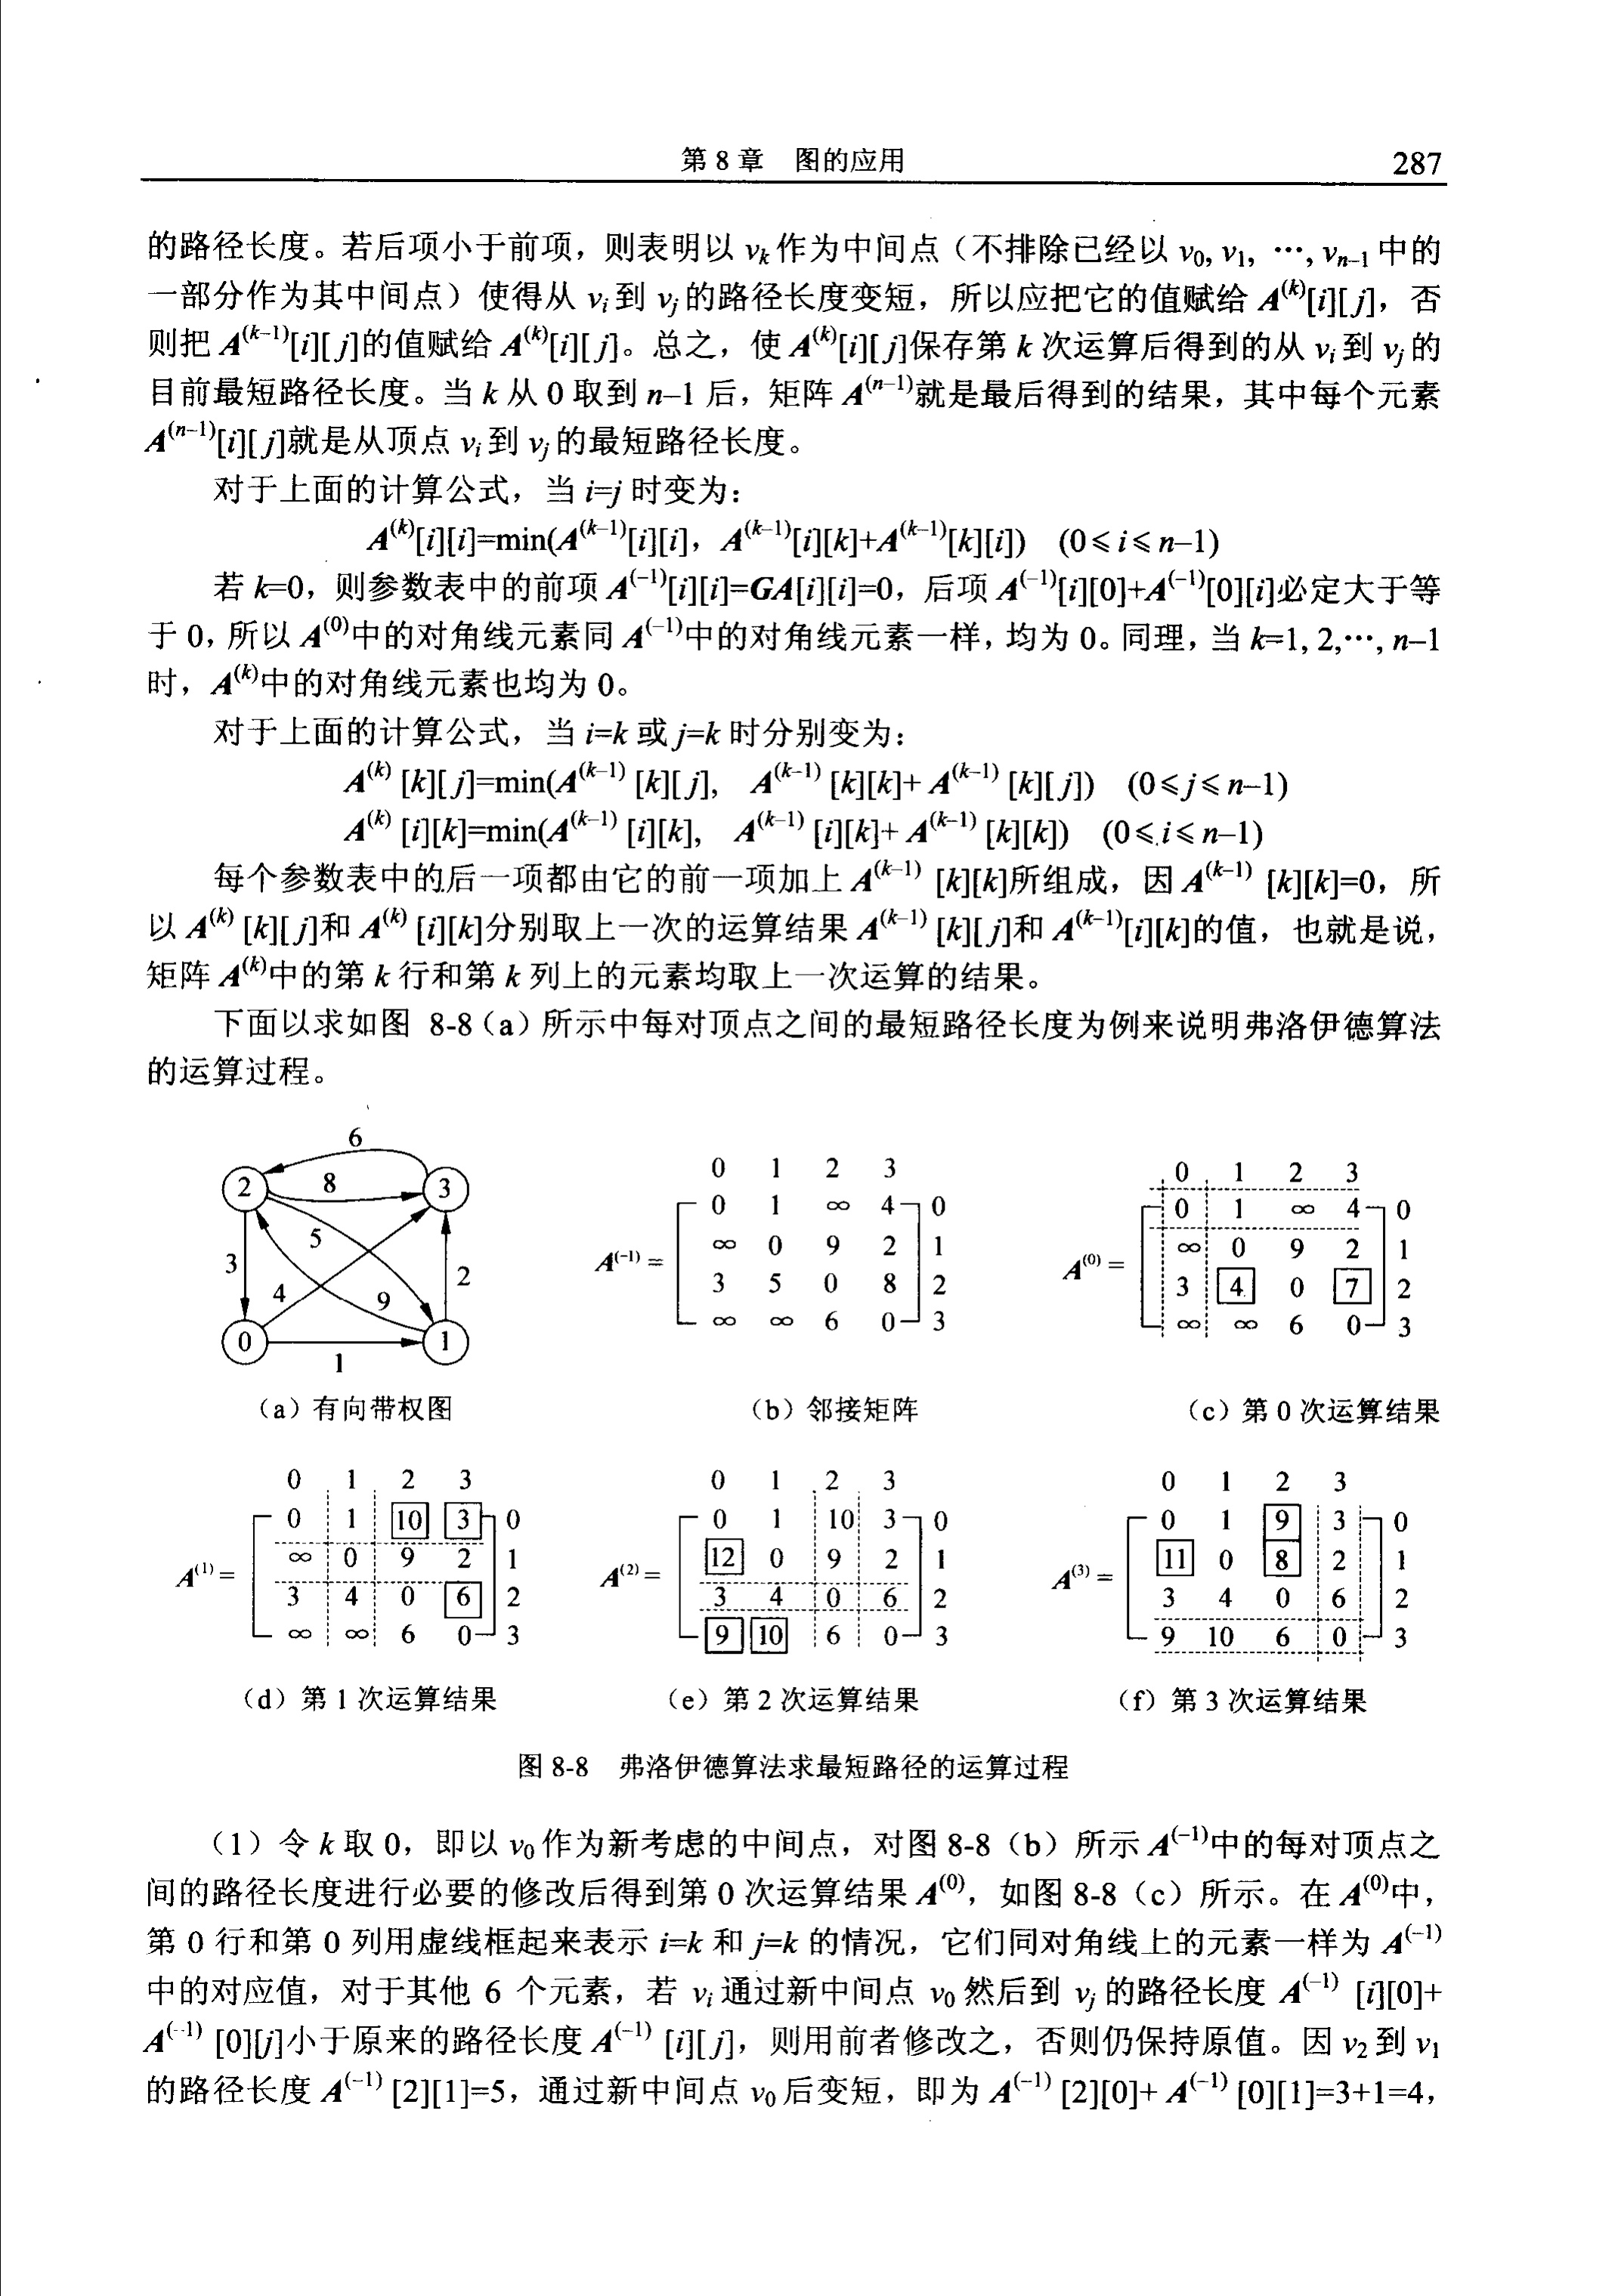 第 8 章 图的应用 287
的路径长度。若后项小于前项，则表明以 vk 作为中间点（不排除已经以 v0, v1, …, vn–1 中的
一部分作为其中间点）使得从 vi 到 vj 的路径长度变短，所以应把它的值赋给 A(k)[i][j]，否
则把 A(k–1)[i][j]的值赋给 A(k)[i][j]。总之，使 A(k)[i][j]保存第 k 次运算后得到的从 vi 到 vj 的
目前最短路径长度。当 k 从 0 取到 n–1 后，矩阵 A(n–1)就是最后得到的结果，其中每个元素
A(n–1)[i][j]就是从顶点 vi 到 vj 的最短路径长度。
对于上面的计算公式，当 i=j 时变为：
A(k)[i][i]=min(A(k–1)[i][i]，A(k–1)[i][k]+A(k–1)[k][i]) (0≤i≤n–1)
若 k=0，则参数表中的前项 A(–1)[i][i]=GA[i][i]=0，后项 A(–1)[i][0]+A(–1)[0][i]必定大于等
于 0，所以 A(0)中的对角线元素同 A(–1)中的对角线元素一样，均为 0。同理，当 k=1, 2,…, n–1
时，A(k)中的对角线元素也均为 0。
对于上面的计算公式，当 i=k 或 j=k 时分别变为：
A(k) [k][j]=min(A(k–1) [k][j], A(k–1) [k][k]+ A(k–1) [k][j]) (0≤j≤n–1)
A(k) [i][k]=min(A(k–1) [i][k], A(k–1) [i][k]+ A(k–1) [k][k]) (0≤i≤n–1)
每个参数表中的后一项都由它的前一项加上 A(k–1) [k][k]所组成，因 A(k–1) [k][k]=0，所
以 A(k) [k][j]和 A(k) [i][k]分别取上一次的运算结果 A(k–1) [k][j]和 A(k–1)[i][k]的值，也就是说，
矩阵 A(k)中的第 k 行和第 k 列上的元素均取上一次运算的结果。
下面以求如图 8-8（a）所示中每对顶点之间的最短路径长度为例来说明弗洛伊德算法
的运算过程。
6
2 8 3
5
3 4 9 2
0 1 1
（a）有向带权图
0 1 2 3
0 1 ∞ 4 0
∞ 0 9 2 1
A(–1) =
3 5 0 8 2
∞ ∞ 6 0 3
（b）邻接矩阵
0 1 2 3
0 1 ∞ 4 0
∞ 0 9 2 1
A(0) =
3 4 0 7 2
∞ ∞ 6 0 3
（c）第 0 次运算结果
0 1 2 3
0 1 10 3 0
∞ 0 9 2 1
A(1) =
3 4 0 6 2
∞ ∞ 6 0 3
（d）第 1 次运算结果
0 1 2 3
0 1 10 3 0
12 0 9 2 1
A(2) =
3 4 0 6 2
9 10 6 0 3
（e）第 2 次运算结果
0 1 2 3
0 1 9 3 0
11 0 8 2 1
A(3) =
3 4 0 6 2
9 10 6 0 3
（f）第 3 次运算结果
图 8-8 弗洛伊德算法求最短路径的运算过程
（1）令 k 取 0，即以 v0 作为新考虑的中间点，对图 8-8（b）所示 A(–1)中的每对顶点之
间的路径长度进行必要的修改后得到第 0 次运算结果 A(0)，如图 8-8（c）所示。在 A(0)中，
第 0 行和第 0 列用虚线框起来表示 i=k 和 j=k 的情况，它们同对角线上的元素一样为 A(–1)
中的对应值，对于其他 6 个元素，若 vi 通过新中间点 v0 然后到 vj 的路径长度 A(–1) [i][0]+
A(–1) [0][j]小于原来的路径长度 A(–1) [i][j]，则用前者修改之，否则仍保持原值。因 v2 到 v1
的路径长度 A(–1) [2][1]=5，通过新中间点 v0 后变短，即为 A(–1) [2][0]+ A(–1) [0][1]=3+1=4，